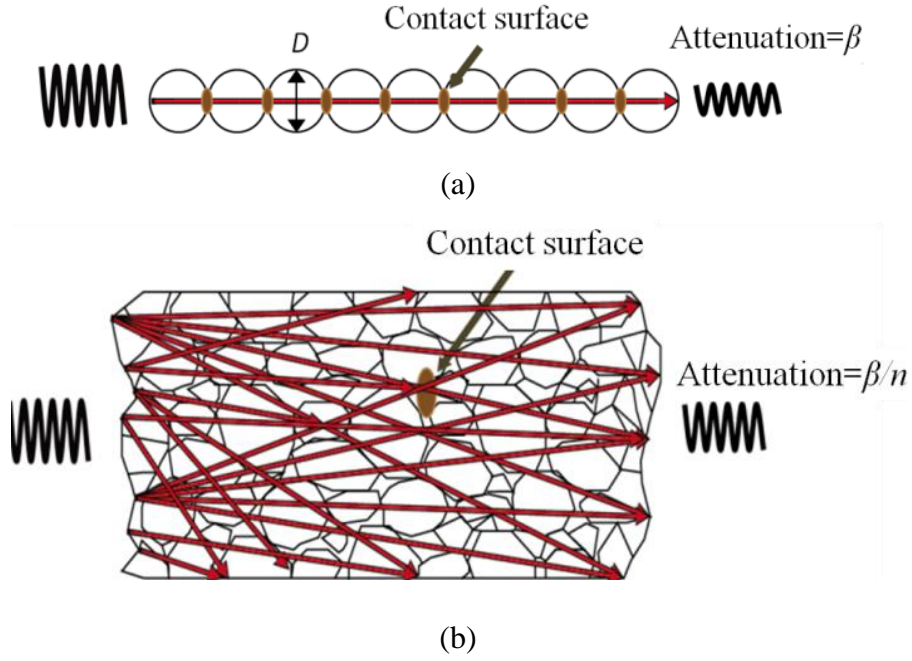 Contact surface
D
Attenuation=β
(a)
Contact surface
Attenuation=β/n
(b)